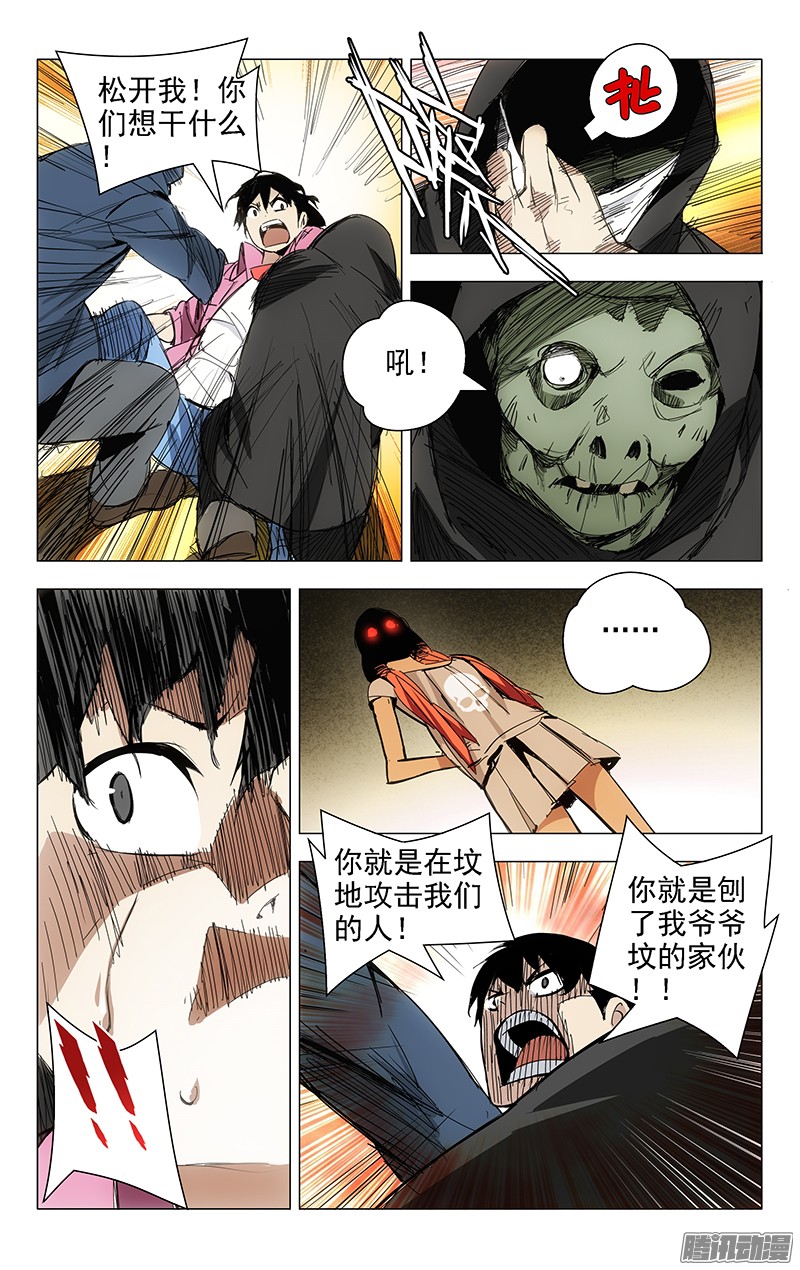 松开我！你
们想干什么
！
吼！
……
！！
你就是在坟
地攻击我们
的人！
你就是刨
了我爷爷
坟的家伙
！！
腾讯动漫